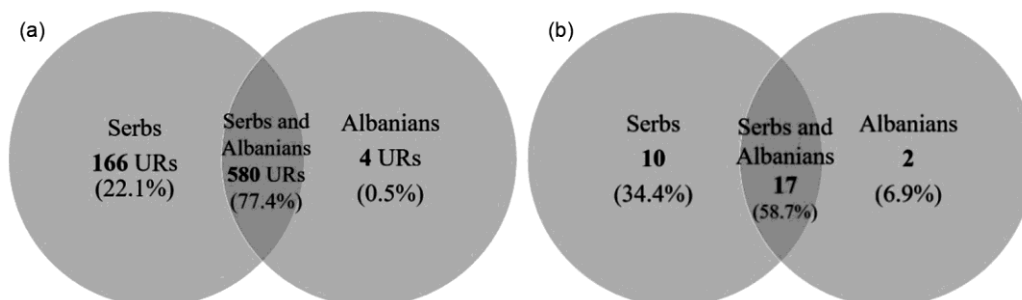 (a)
Serbs
166 URs
(22.1%)
Serbs and
Albanians
580 URs
(77.4%)
Albanians
4 URs
(0.5%)
(b)
Serbs
10
(34.4%)
Serbs and
Albanians
17
(58.7%)
Albanians
2
(6.9%)